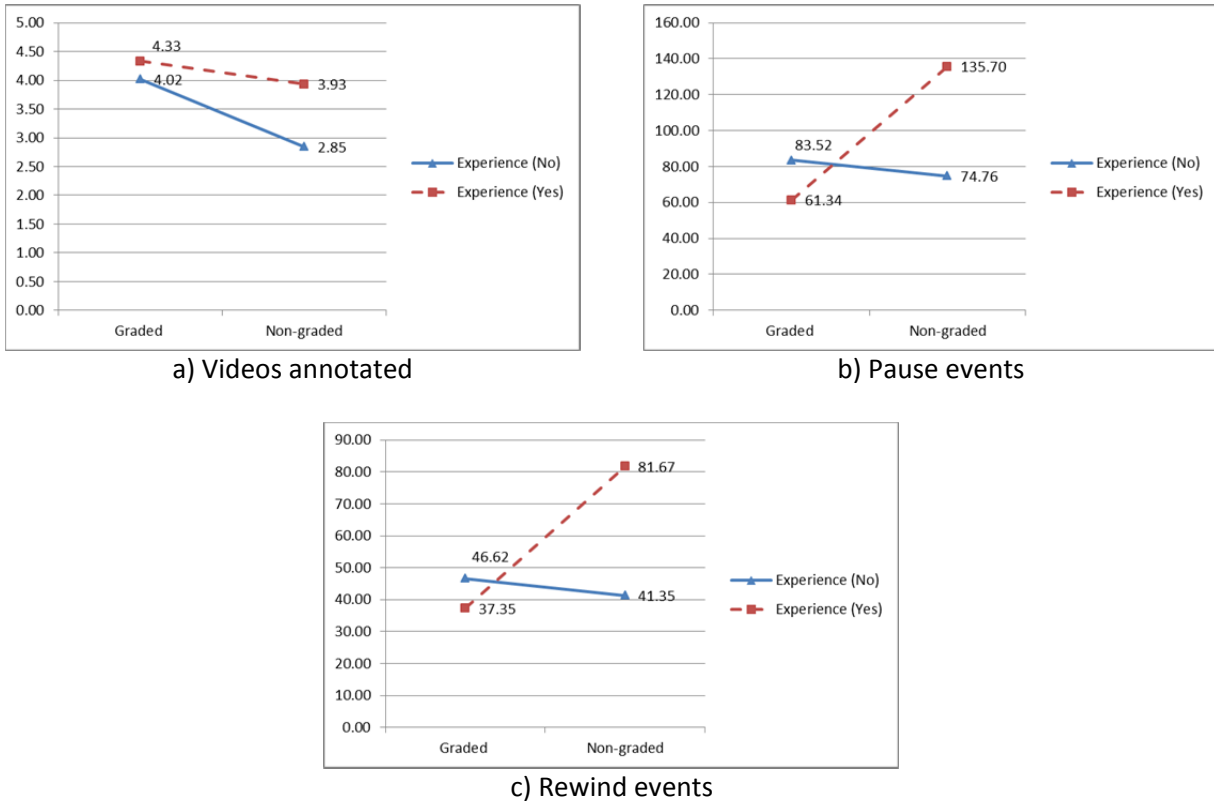 5.00
4.50
4.00
3.50
3.00
2.50
2.00
1.50
1.00
0.50
0.00
4.33
4.02
3.93
2.85
Graded
Non-graded
Experience (No)
Experience (Yes)
a) Videos annotated
160.00
140.00
120.00
100.00
80.00
60.00
40.00
20.00
0.00
135.70
83.52
74.76
61.34
Graded
Non-graded
Experience (No)
Experience (Yes)
b) Pause events
90.00
80.00
70.00
60.00
50.00
40.00
30.00
20.00
10.00
0.00
81.67
46.62
41.35
37.35
Graded
Non-graded
Experience (No)
Experience (Yes)
c) Rewind events